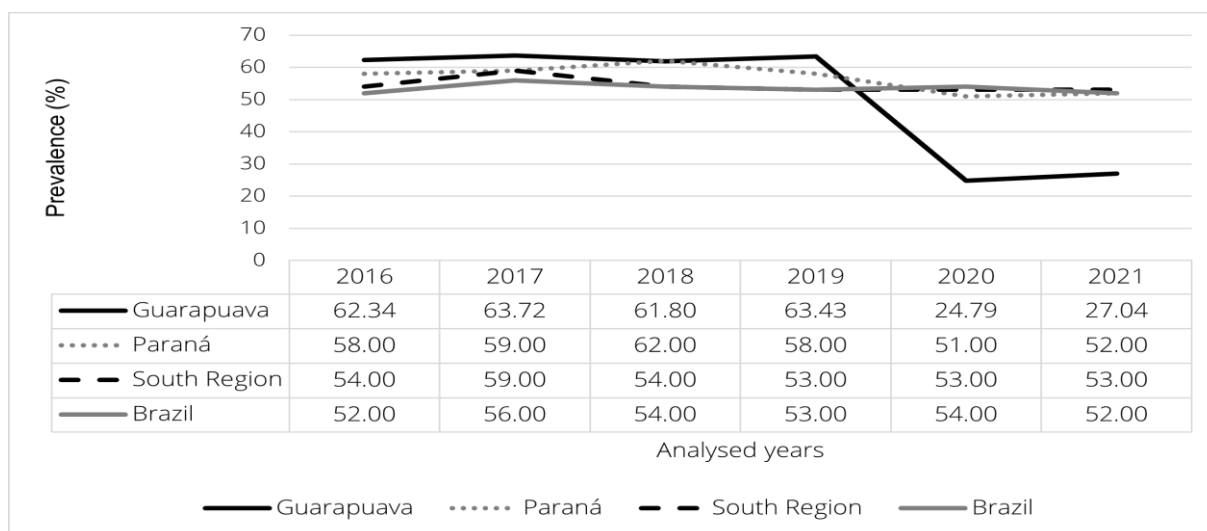 Prevalence (%)
70
60
50
40
30
20
10
0
2016 2017 2018 2019 2020 2021
Guarapuava 62.34 63.72 61.80 63.43 24.79 27.04
Paraná 58.00 59.00 62.00 58.00 51.00 52.00
South Region 54.00 59.00 54.00 53.00 53.00 53.00
Brazil 52.00 56.00 54.00 53.00 54.00 52.00
Analysed years
Guarapuava Paraná South Region Brazil